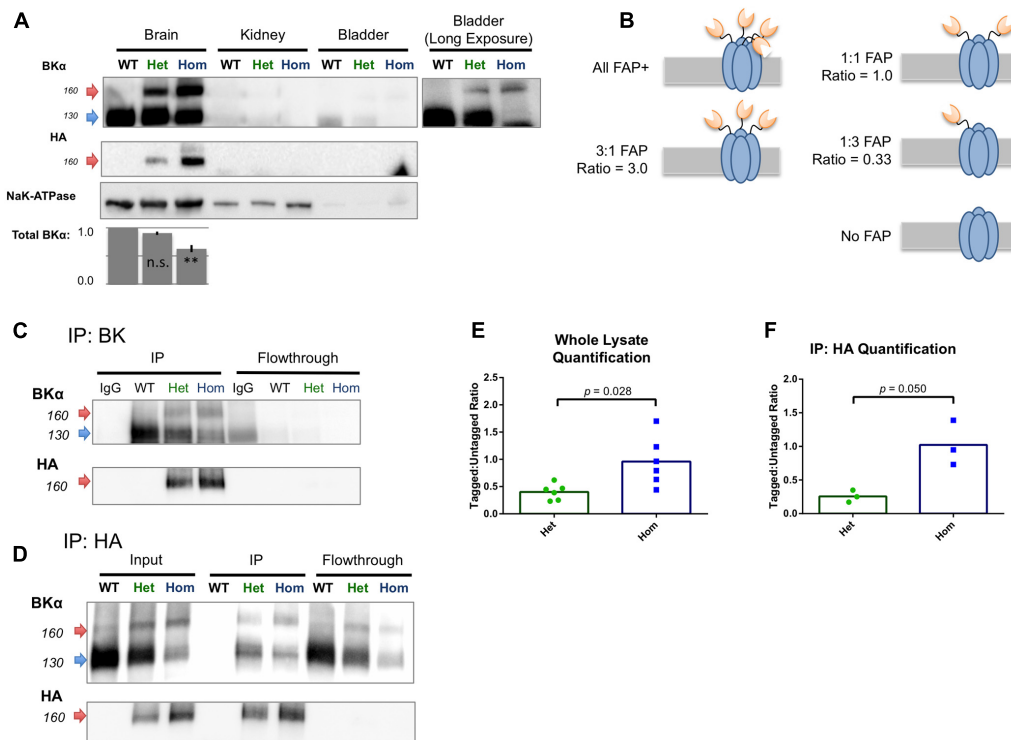 A
Brain
Kidney
Bladder
Bladder
(Long Exposure)
WT Het Hom WT Het Hom WT Het Hom WT Het Hom
BKα
160
130
HA
160
NaK-ATPase
Total BKα:
1.0
0.0
n.s.
**
B
All FAP+
3:1 FAP
Ratio = 3.0
1:1 FAP
Ratio = 1.0
1:3 FAP
Ratio = 0.33
No FAP
C
IP: BK
IP
Flowthrough
IgG WT Het Hom IgG WT Het Hom
BKα
160
130
HA
160
D
IP: HA
Input
IP
Flowthrough
WT Het Hom WT Het Hom WT Het Hom
BKα
160
130
HA
160
E
Whole Lysate
Quantification
Tagged:Untagged Ratio
2.5
2.0
1.5
1.0
0.5
0.0
p = 0.028
Het
Hom
F
IP: HA Quantification
Tagged:Untagged Ratio
2.0
1.5
1.0
0.5
0.0
p = 0.050
Het
Hom